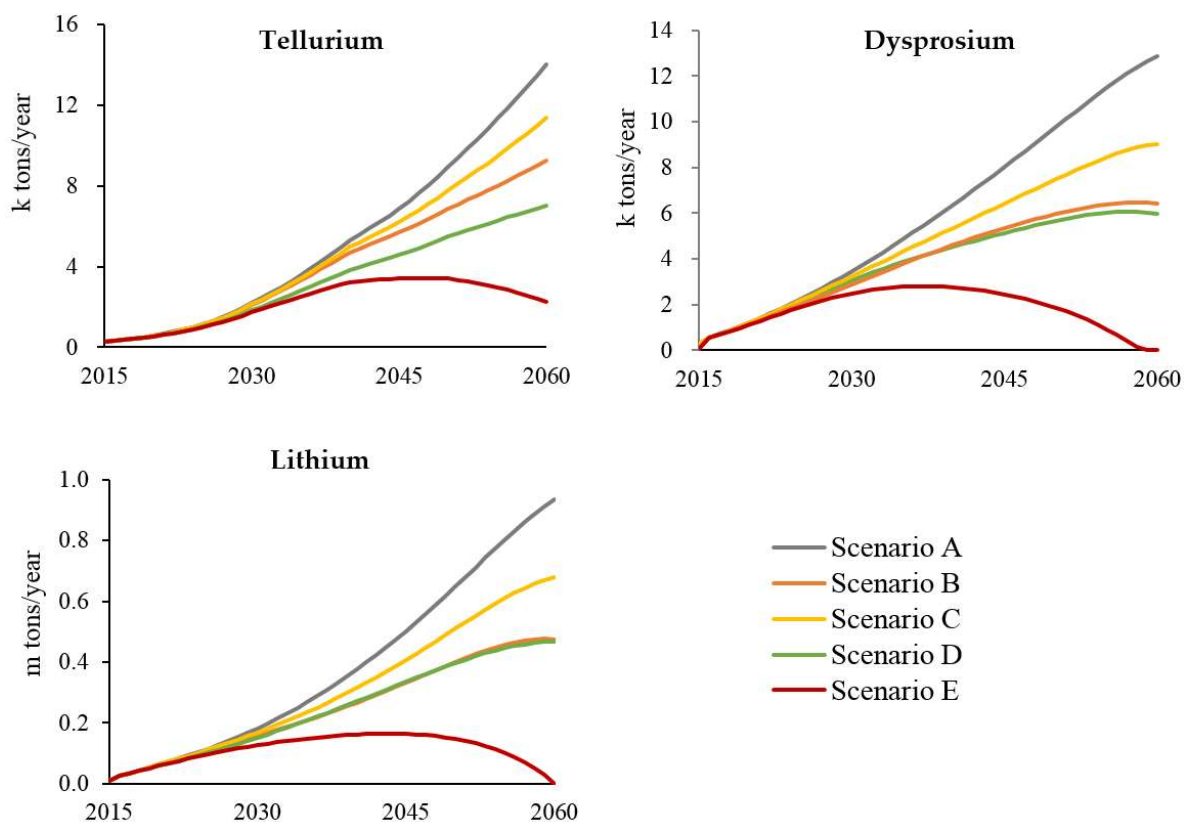 Tellurium
k tons/year
16
12
8
4
0
2015 2030 2045 2060
Dysprosium
k tons/year
14
12
10
8
6
4
2
0
2015 2030 2045 2060
Lithium
m tons/year
1.0
0.8
0.6
0.4
0.2
0.0
2015 2030 2045 2060
Scenario A
Scenario B
Scenario C
Scenario D
Scenario E